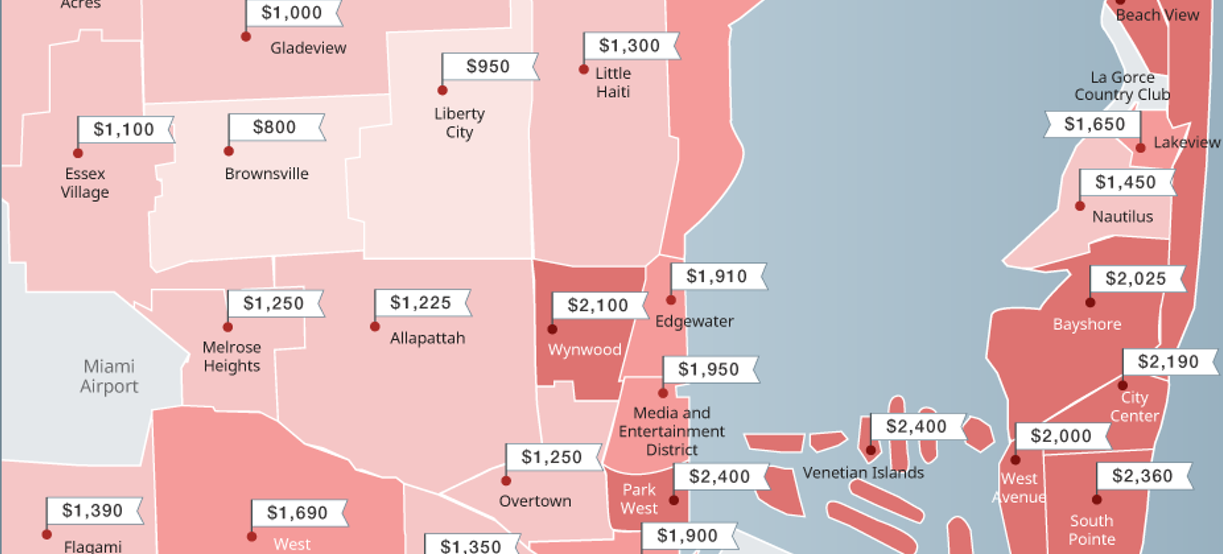 Acres
$1,000
Gladeview
$950
Liberty
City
$1,300
Little
Haiti
Beach View
La Gorce
Country Club
$1,650
Lakeview
$1,100
Essex
Village
$800
Brownsville
$1,450
Nautilus
$1,250
Melrose
Heights
$1,225
Allapattah
$2,100
Wynwood
$1,910
Edgewater
$2,025
Bayshore
Miami
Airport
$1,950
Media and
Entertainment
District
$2,190
City
Center
$2,400
Venetian Islands
$2,000
West
Avenue
$1,250
Overtown
Park
West
$2,400
$2,360
South
Pointe
$1,390
Flagami
$1,690
West
$1,350
$1,900